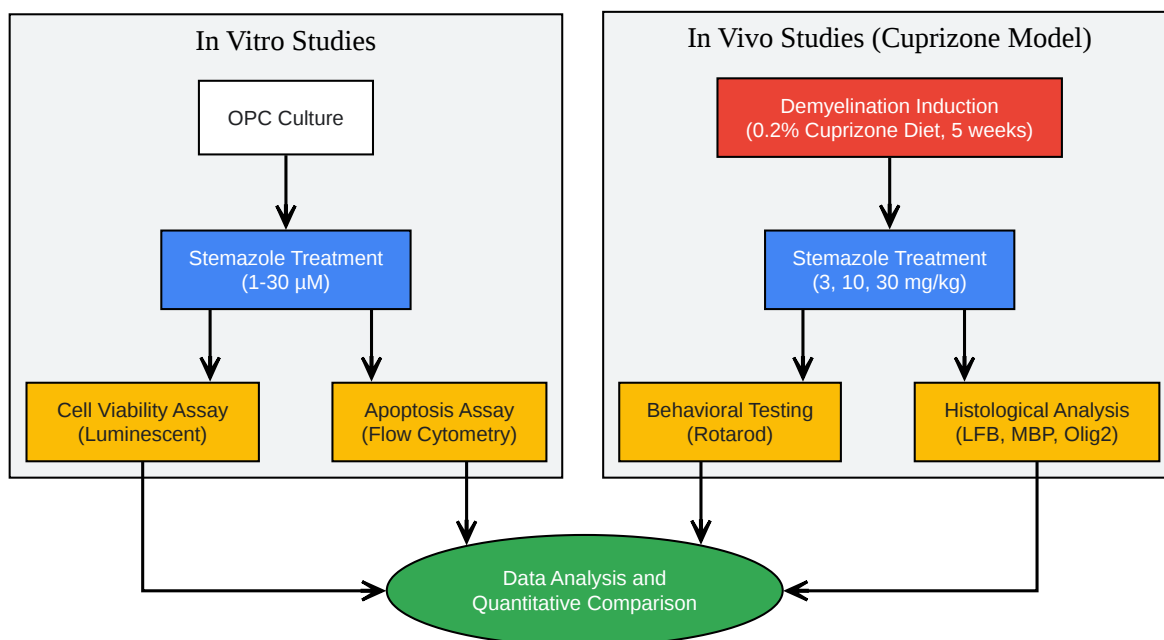 In Vitro Studies
OPC Culture
Stemazole Treatment
(1-30 µM)
Cell Viability Assay
(Luminescent)
Apoptosis Assay
(Flow Cytometry)
In Vivo Studies (Cuprizone Model)
Demyelination Induction
(0.2% Cuprizone Diet, 5 weeks)
Stemazole Treatment
(3, 10, 30 mg/kg)
Behavioral Testing
(Rotarod)
Histological Analysis
(LFB, MBP, Olig2)
Data Analysis and
Quantitative Comparison